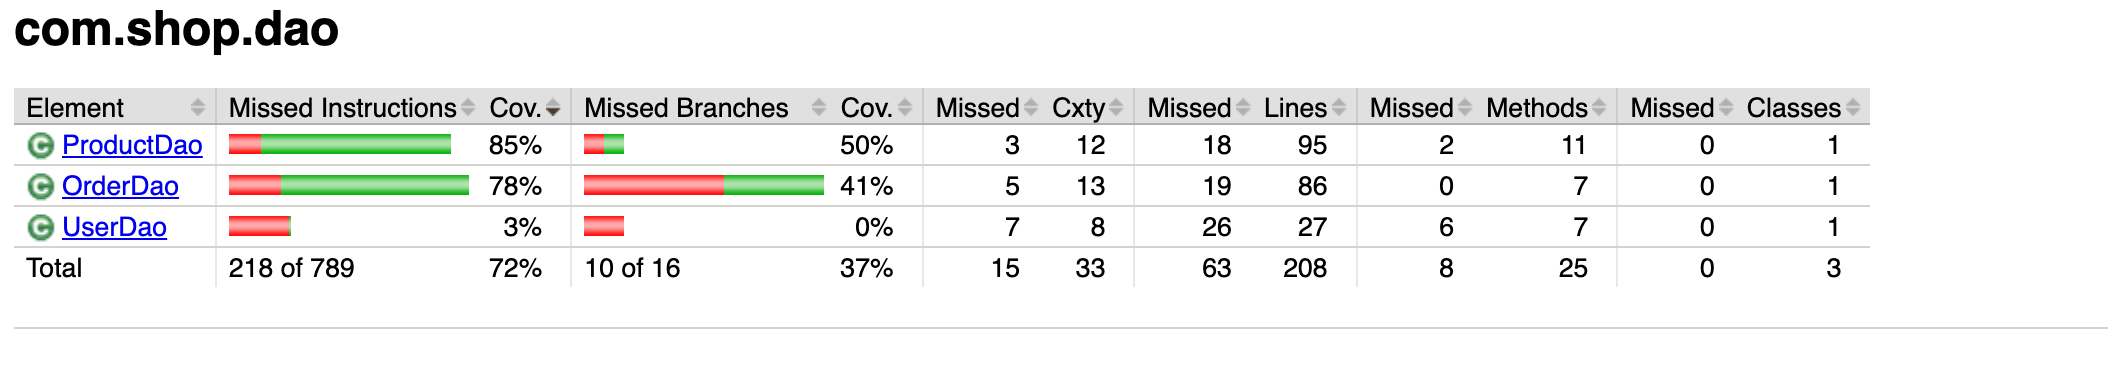 com.shop.dao
Element Missed Instructions Cov. Missed Branches Cov. Missed Cxty Missed Lines Missed Methods Missed Classes
C ProductDao 85% 50% 3 12 18 95 2 11 0 1
C OrderDao 78% 41% 5 13 19 86 0 7 0 1
C UserDao 3% 0% 7 8 26 27 6 7 0 1
Total 218 of 789 72% 10 of 16 37% 15 33 63 208 8 25 0 3